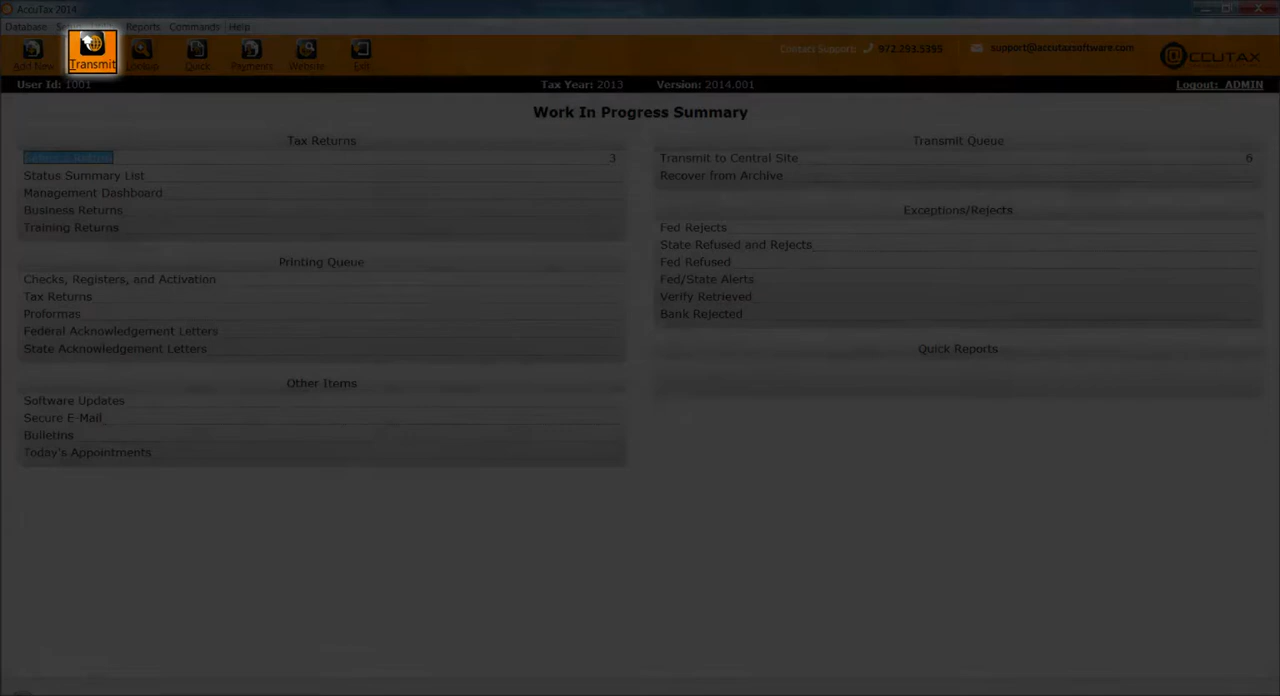 AccuTax 2014
Database Reports Commands Help
Add New Transmit Lookup Quick Payments Website Exit
Contact Support: 972.293.5395 support@accutaxsoftware.com @CCUTAX
User Id: 1001 Tax Year: 2013 Version: 2014.001 Logout: ADMIN
Work In Progress Summary
Tax Returns
3
Status Summary List
Management Dashboard
Business Returns
Training Returns
Printing Queue
Checks, Registers, and Activation
Tax Returns
Proformas
Federal Acknowledgement Letters
State Acknowledgement Letters
Other Items
Software Updates
Secure E-Mail
Bulletins
Today's Appointments
Transmit Queue
Transmit to Central Site 6
Recover from Archive
Exceptions/Rejects
Fed Rejects
State Refused and Rejects
Fed Refused
Fed/State Alerts
Verify Retrieved
Bank Rejected
Quick Reports